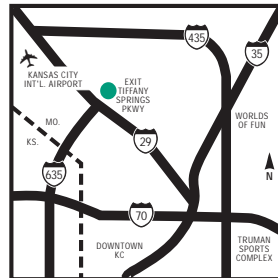 435
35
KANSAS CITY
INT'L. AIRPORT
EXIT
TIFFANY
SPRINGS
PKWY
MO.
KS.
WORLDS
OF FUN
29
635
N
70
DOWNTOWN
KC
TRUMAN
SPORTS
COMPLEX